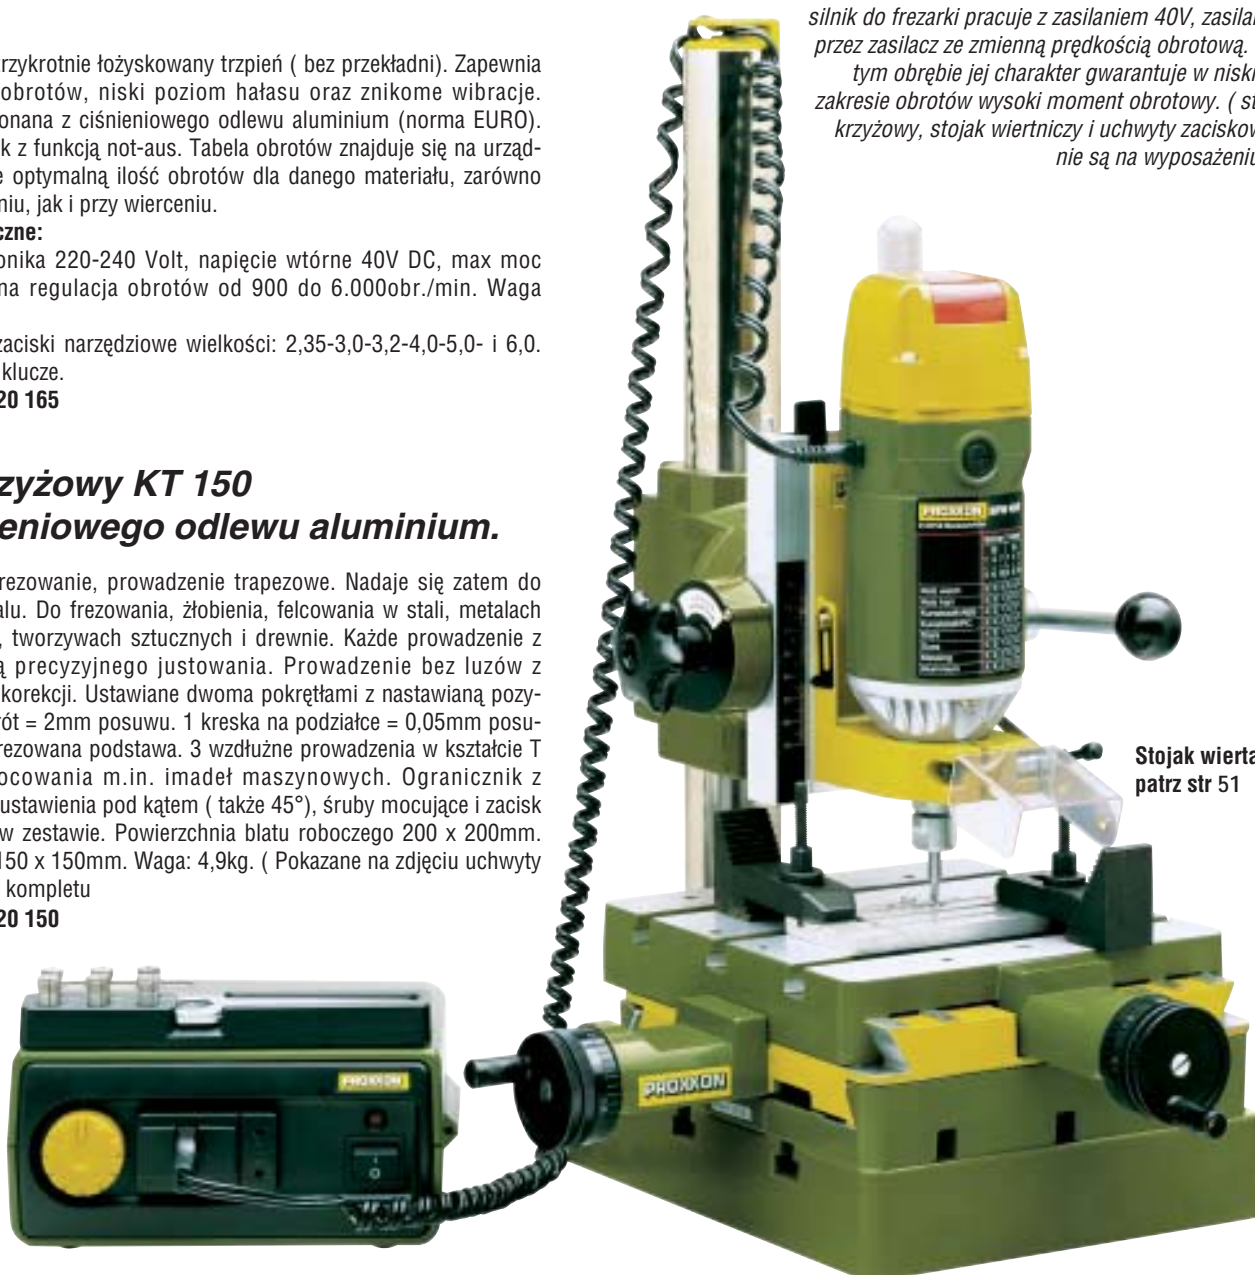 silnik do frezarki pracuje z zasilaniem 40V, zasilan
przez zasilacz ze zmienną prędkością obrotową.
tym obrębie jej charakter gwarantuje w niski
zakresie obrotów wysoki moment obrotowy. ( st
krzyżowy, stojak wiertniczy i uchwyty zaciskow
nie są na wyposażeniu
rzykrotnie łożyskowany trzpień ( bez przekładni). Zapewnia
obrotów, niski poziom hałasu oraz znikome wibracje.
onana z ciśnieniowego odlewu aluminium (norma EURO).
k z funkcją not-aus. Tabela obrotów znajduje się na urząd-
e optymalną ilość obrotów dla danego materiału, zarówno
niu, jak i przy wierceniu.
czne:
onika 220-240 Volt, napięcie wtórne 40V DC, max moc
na regulacja obrotów od 900 do 6.000obr./min. Waga
zaciski narzędziowe wielkości: 2,35-3,0-3,2-4,0-5,0- i 6,0.
klucze.
20 165
zyżowy KT 150
eniowego odlewu aluminium.
rezowanie, prowadzenie trapezowe. Nadaje się zatem do
alu. Do frezowania, żłobienia, felcowania w stali, metalach
, tworzywach sztucznych i drewnie. Każde prowadzenie z
ą precyzyjnego justowania. Prowadzenie bez luzów z
korekcji. Ustawiane dwoma pokrętłami z nastawianą pozy-
rót = 2mm posuwu. 1 kreska na podziałce = 0,05mm posu-
rezowana podstawa. 3 wzdłużne prowadzenia w kształcie T
ocowania m.in. imadeł maszynowych. Ogranicznik z
ustawienia pod kątem ( także 45°), śruby mocujące i zacisk
w zestawie. Powierzchnia blatu roboczego 200 x 200mm.
150 x 150mm. Waga: 4,9kg. ( Pokazane na zdjęciu uchwyty
kompletu
20 150
Stojak wierta
patrz str 51
PROXXON
PROXXON
PROXXON